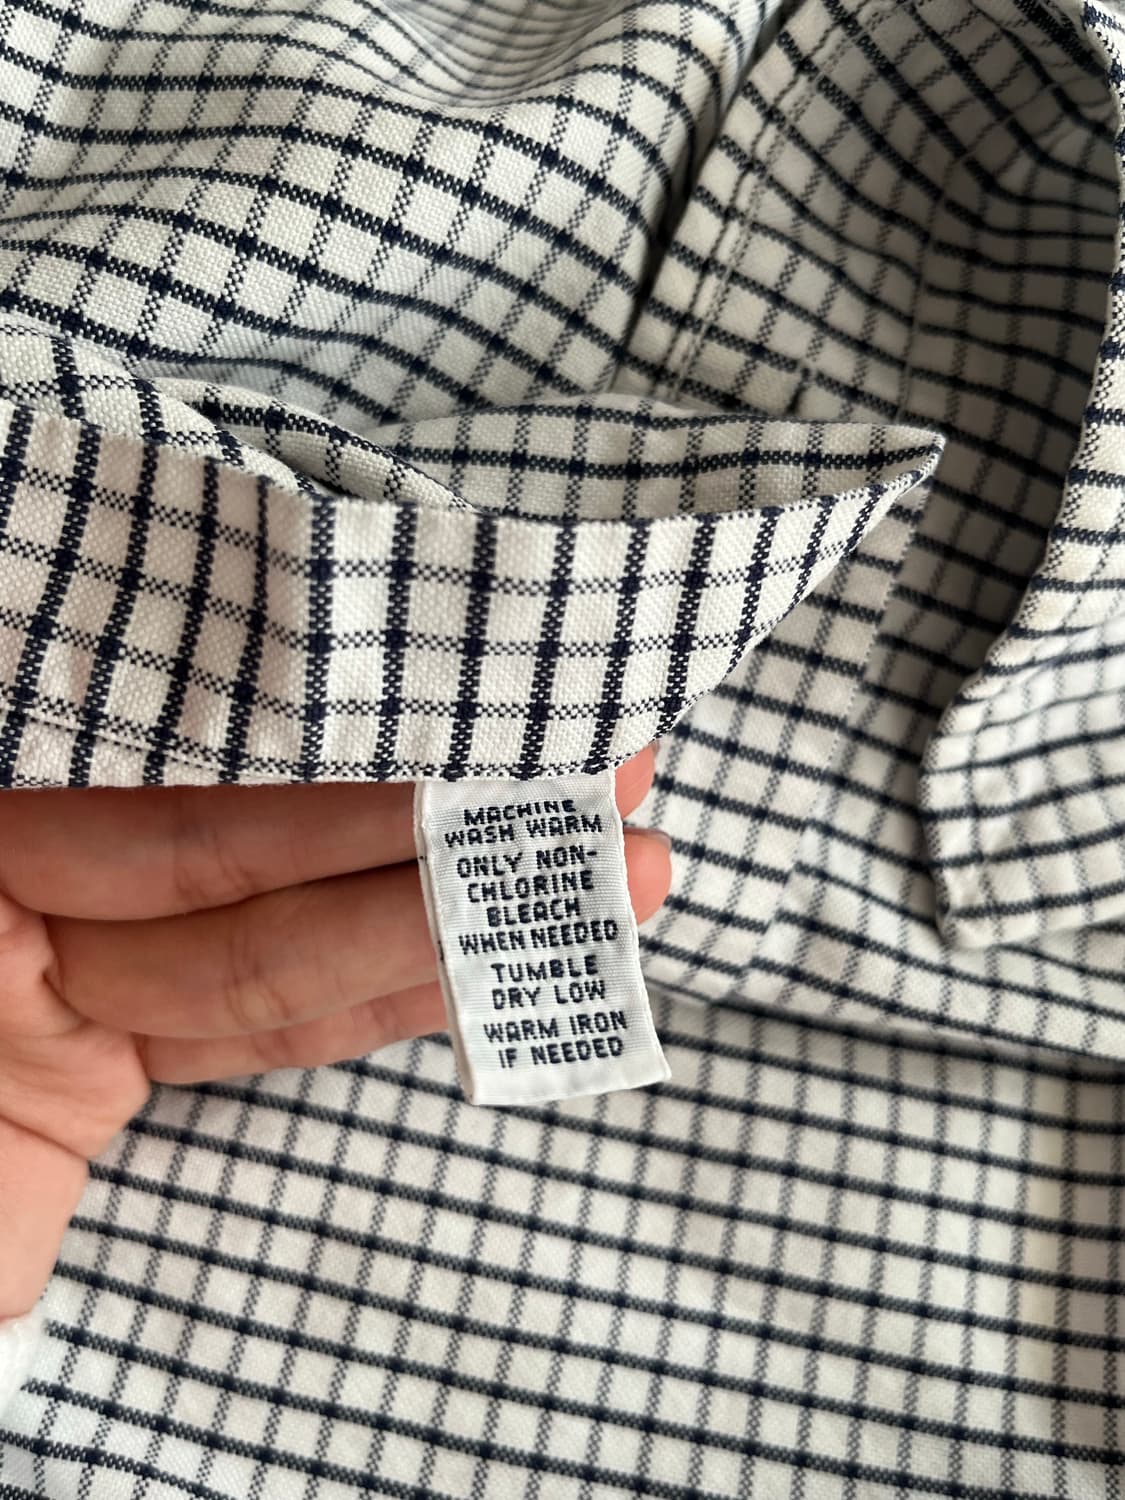 MACHINE
WASH WARM
ONLY NON-
CHLORINE
BLEACH
WHEN NEEDED
TUMBLE
DRY LOW
WARM IRON
IF NEEDED